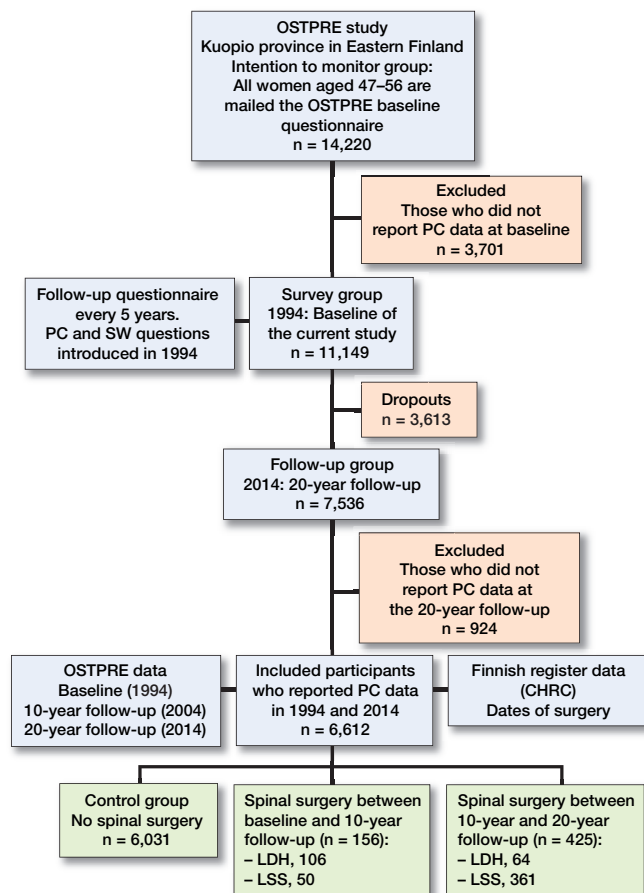 OSTPRE study
Kuopio province in Eastern Finland
Intention to monitor group:
All women aged 47–56 are
mailed the OSTPRE baseline
questionnaire
n = 14,220
Excluded
Those who did not
report PC data at baseline
n = 3,701
Follow-up questionnaire
every 5 years.
PC and SW questions
introduced in 1994
Survey group
1994: Baseline of
the current study
n = 11,149
Dropouts
n = 3,613
Follow-up group
2014: 20-year follow-up
n = 7,536
Excluded
Those who did not
report PC data at
the 20-year follow-up
n = 924
OSTPRE data
Baseline (1994)
10-year follow-up (2004)
20-year follow-up (2014)
Included participants
who reported PC data
in 1994 and 2014
n = 6,612
Finnish register data
(CHRC)
Dates of surgery
Control group
No spinal surgery
n = 6,031
Spinal surgery between
baseline and 10-year
follow-up (n = 156):
– LDH, 106
– LSS, 50
Spinal surgery between
10-year and 20-year
follow-up (n = 425):
– LDH, 64
– LSS, 361